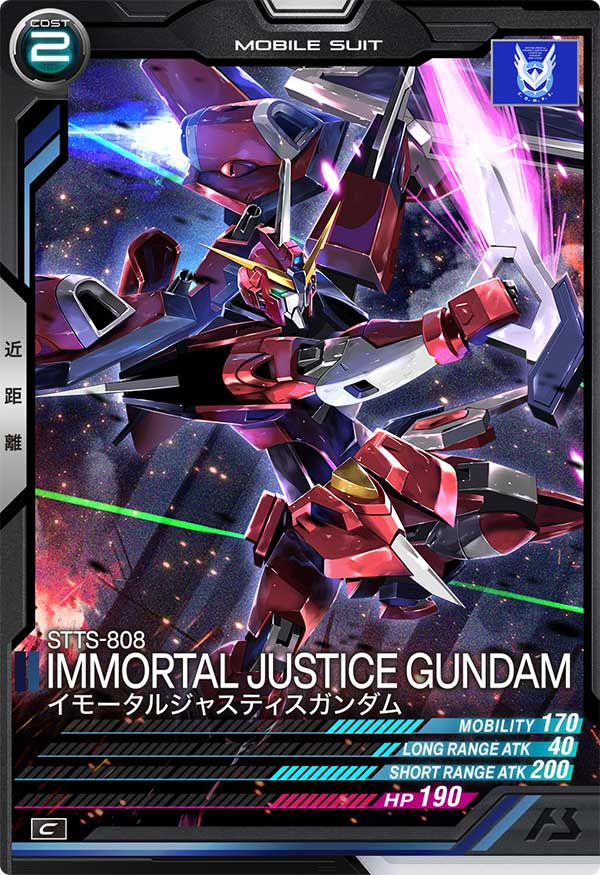 COST
2
MOBILE SUIT
近距離
STTS-808
IMMORTAL JUSTICE GUNDAM
イモータルジャスティスガンダム
MOBILITY 170
LONG RANGE ATK 40
SHORT RANGE ATK 200
HP 190
C